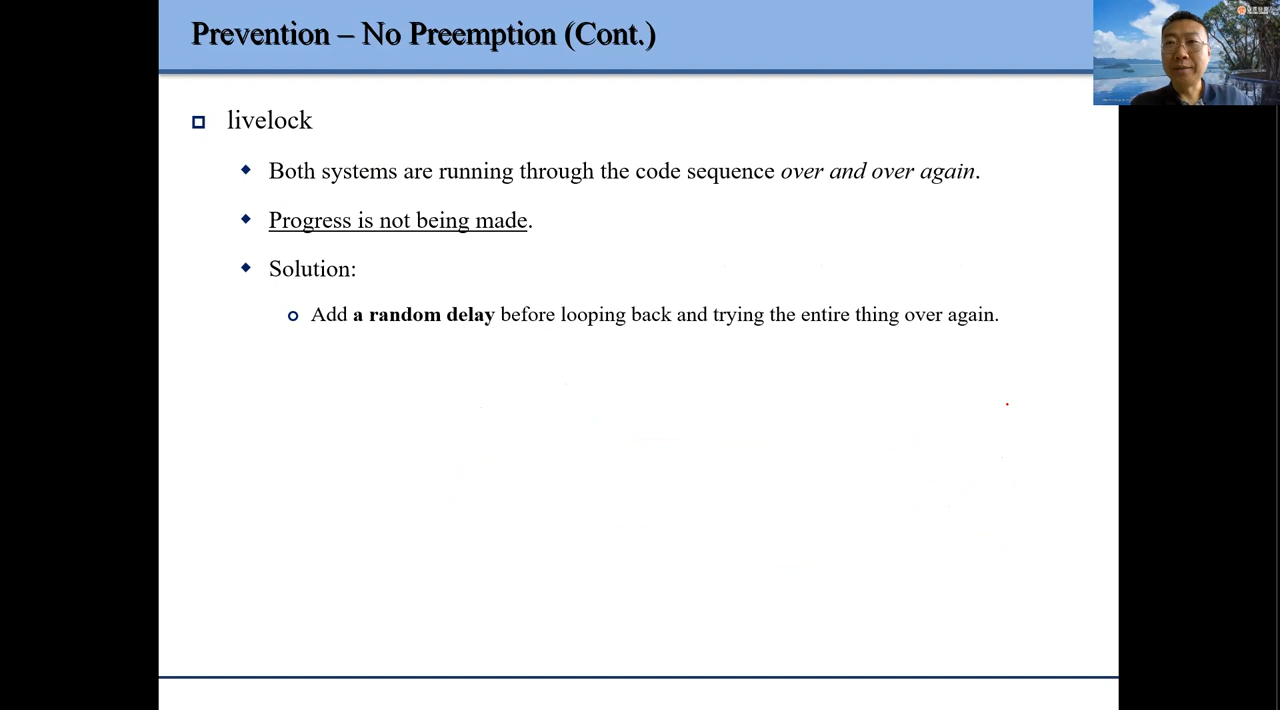 Prevention – No Preemption (Cont.)
livelock
Both systems are running through the code sequence over and over again.
Progress is not being made.
Solution:
Add a random delay before looping back and trying the entire thing over again.